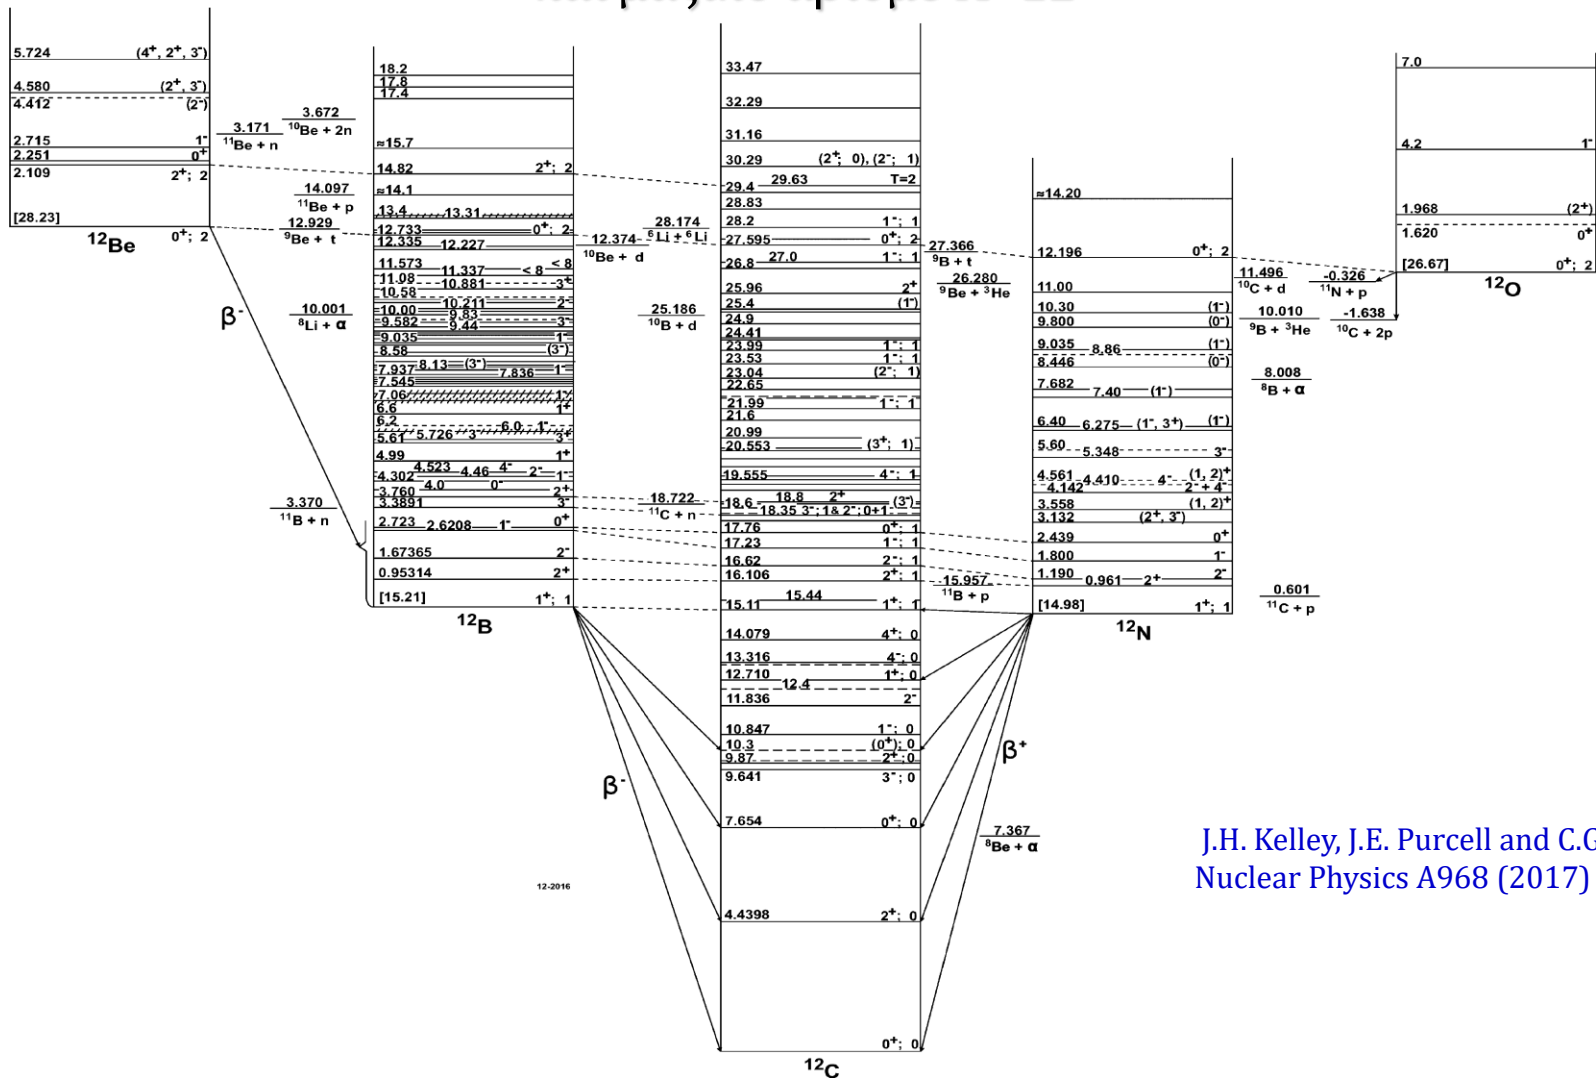 5.724 (4⁺, 2⁺, 3⁻)
4.580 (2⁺, 3⁻)
4.412 (2⁻)
2.715 1⁻
2.251 0⁺
2.109 2⁺; 2
[28.23] 0⁺; 2
¹²Be
3.171
¹¹Be + n
3.672
¹⁰Be + 2n
β⁻
18.2
17.8
17.4
≈15.7
14.82 2⁺; 2
≈14.1
13.4 13.31
12.733 0⁺; 2
12.335 12.227
11.573 < 8
11.337 < 8
11.08 10.881 3⁺
10.58
10.211 2⁻
10.00 9.83
9.582 9.44 3⁻
9.035 1⁻
8.58 (3⁻)
8.13 (3⁻)
7.937 7.836 1⁻
7.545
7.06 1⁻
6.6 1⁺
6.2 6.0 1⁻
5.61 5.726 3⁻ 3⁺
4.99 1⁺
4.523 4.46 4⁻ 2⁻
4.302 1⁻
4.0 0⁻
3.760 2⁺
3.3891 3⁻
2.723 2.6208 1⁻ 0⁺
1.67365 2⁻
0.95314 2⁺
[15.21] 1⁺; 1
¹²B
14.097
¹¹Be + p
12.929
⁹Be + t
12.374
¹⁰Be + d
10.001
⁸Li + α
3.370
¹¹B + n
β⁻
12-2016
33.47
32.29
31.16
30.29 (2⁺; 0), (2⁻; 1)
29.4 29.63 T=2
28.83
28.2 1⁻; 1
27.595 0⁺; 2
26.8 27.0 1⁻; 1
25.96 2⁺
25.4 (1⁻)
24.9
24.41
23.99 1⁻; 1
23.53 1⁻; 1
23.04 (2⁻; 1)
22.65
21.99 1⁻; 1
21.6
20.99
20.553 (3⁺; 1)
19.555 4⁻; 1
18.6 18.8 2⁺ (3⁻)
18.35 3⁻; 1& 2⁻; 0+1
17.76 0⁺; 1
17.23 1⁻; 1
16.62 2⁻; 1
16.106 2⁺; 1
15.44
15.11 1⁺; 1
14.079 4⁺; 0
13.316 4⁻; 0
12.710 1⁺; 0
12.4
11.836 2⁻
10.847 1⁻; 0
10.3 (0⁺); 0
9.87 2⁺; 0
9.641 3⁻; 0
7.654 0⁺; 0
4.4398 2⁺; 0
0⁺; 0
¹²C
28.174
⁶Li + ⁶Li
25.186
¹⁰B + d
18.722
¹¹C + n
27.366
⁹B + t
26.280
⁹Be + ³He
15.957
¹¹B + p
7.367
⁸Be + α
β⁺
≈14.20
12.196 0⁺; 2
11.00
10.30 (1⁻)
9.800 (0⁻)
9.035 8.86 (1⁻)
8.446 (0⁻)
7.682 7.40 (1⁻)
6.40 6.275 (1⁻, 3⁺) (1⁻)
5.60 5.348 3⁻
4.561 4.410 4⁻ (1, 2)⁺
4.142 2⁻ + 4⁻
3.558 (1, 2)⁺
3.132 (2⁺, 3⁻)
2.439 0⁺
1.800 1⁻
1.190 0.961 2⁺ 2⁻
[14.98] 1⁺; 1
¹²N
11.496
¹⁰C + d
10.010
⁹B + ³He
8.008
⁸B + α
0.601
¹¹C + p
-0.326
¹¹N + p
-1.638
¹⁰C + 2p
7.0
4.2 1⁻
1.968 (2⁺)
1.620 0⁺
[26.67] 0⁺; 2
¹²O
J.H. Kelley, J.E. Purcell and C.G
Nuclear Physics A968 (2017)